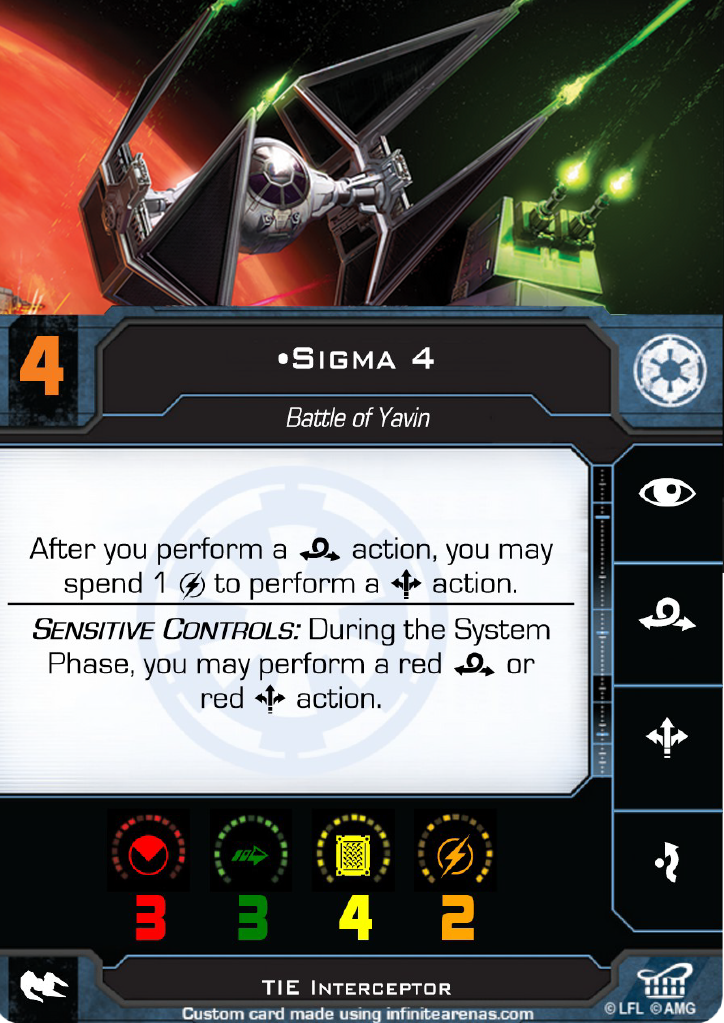 4
•Sigma 4
Battle of Yavin
After you perform a action, you may
spend 1 to perform a action.
Sensitive Controls: During the System
Phase, you may perform a red or
red action.
3 3 4 2
TIE Interceptor
Custom card made using infinitearenas.com
© LFL © AMG